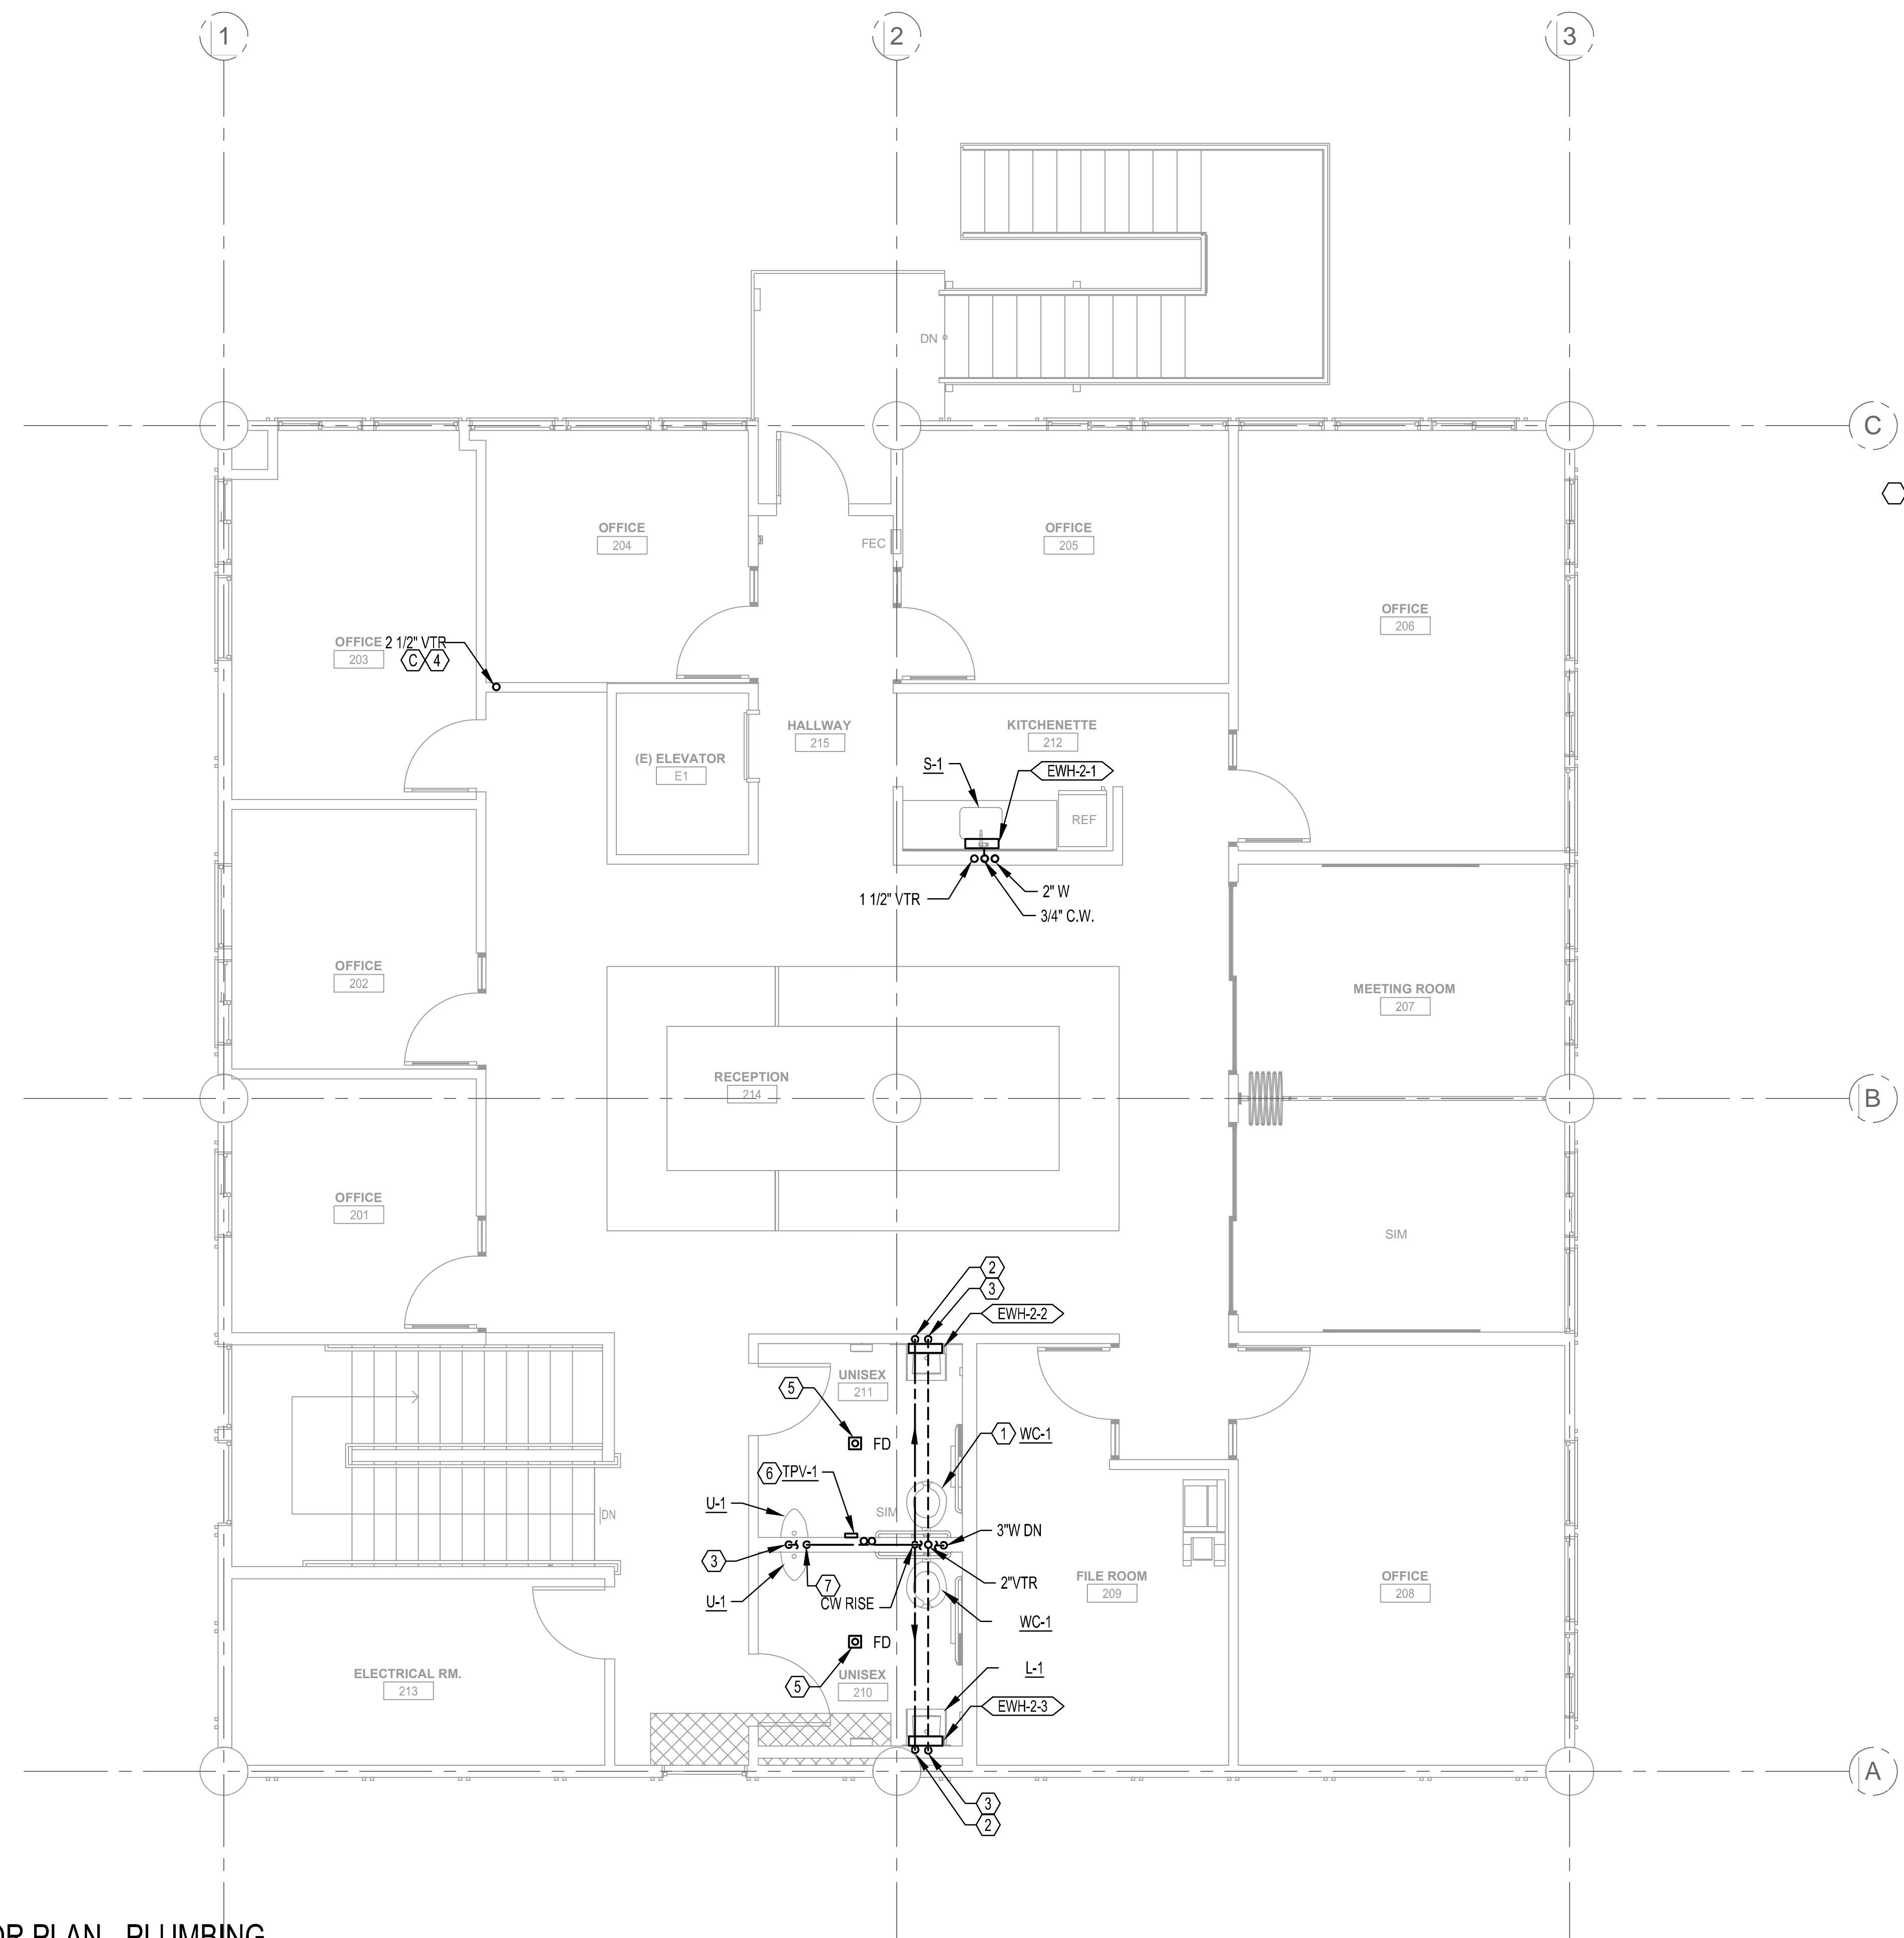 1
2
3
DN
C
OFFICE
204
FEC
OFFICE
205
OFFICE
206
OFFICE
203
2 1/2" VTR
C
4
HALLWAY
215
KITCHENETTE
212
(E) ELEVATOR
E1
S-1
EWH-2-1
REF
1 1/2" VTR
2" W
3/4" C.W.
OFFICE
202
MEETING ROOM
207
RECEPTION
214
B
OFFICE
201
SIM
2
3
EWH-2-2
UNISEX
211
5
FD
1
WC-1
6
TPV-1
U-1
SIM
DN
3"W DN
3
7
2"VTR
U-1
CW RISE
WC-1
FILE ROOM
209
OFFICE
208
FD
5
UNISEX
210
L-1
EWH-2-3
ELECTRICAL RM.
213
A
3
2
OR PLAN - PLUMBING